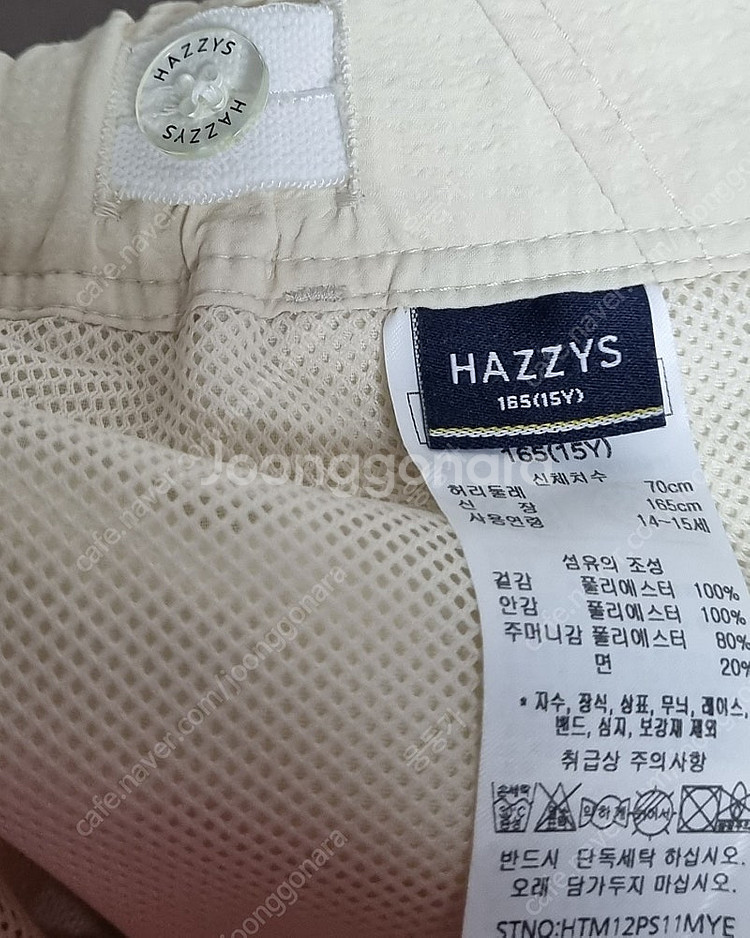 HAZZYS
HAZZYS
HAZZYS
165(15Y)
165(15Y)
신체치수
허리둘레 70cm
신 장 165cm
사용연령 14~15세
섬유의 조성
겉감 폴리에스터 100%
안감 폴리에스터 100%
주머니감 폴리에스터 80%
면 20%
* 자수, 장식, 상표, 무늬, 레이스,
밴드, 심지, 보강재 제외
취급상 주의사항
손세탁
약하게
반드시 단독세탁 하십시오.
오래 담가두지 마십시오.
STNO:HTM12PS11MYE
Joonggonara
cafe.naver.com/joonggonara